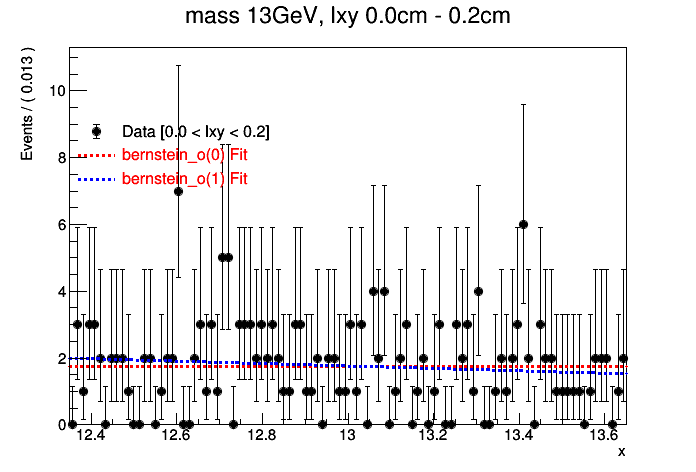 mass 13GeV, lxy 0.0cm - 0.2cm
Events / ( 0.013 )
10
8
6
4
2
0
Data [0.0 < lxy < 0.2]
bernstein_o(0) Fit
bernstein_o(1) Fit
12.4 12.6 12.8 13 13.2 13.4 13.6
x